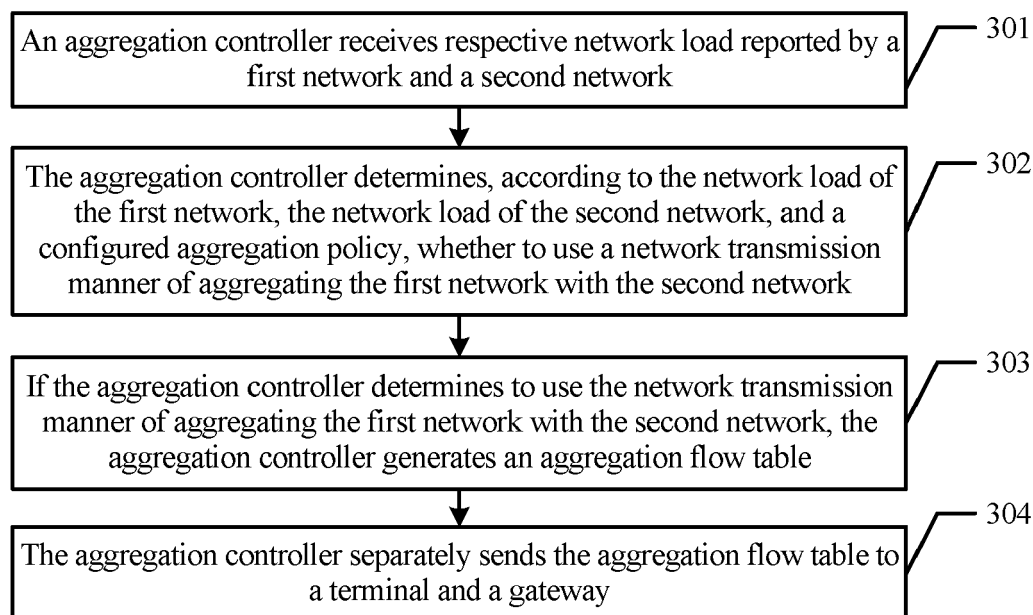 An aggregation controller receives respective network load reported by a
first network and a second network
301
The aggregation controller determines, according to the network load of
the first network, the network load of the second network, and a
configured aggregation policy, whether to use a network transmission
manner of aggregating the first network with the second network
302
If the aggregation controller determines to use the network transmission
manner of aggregating the first network with the second network, the
aggregation controller generates an aggregation flow table
303
The aggregation controller separately sends the aggregation flow table to
a terminal and a gateway
304